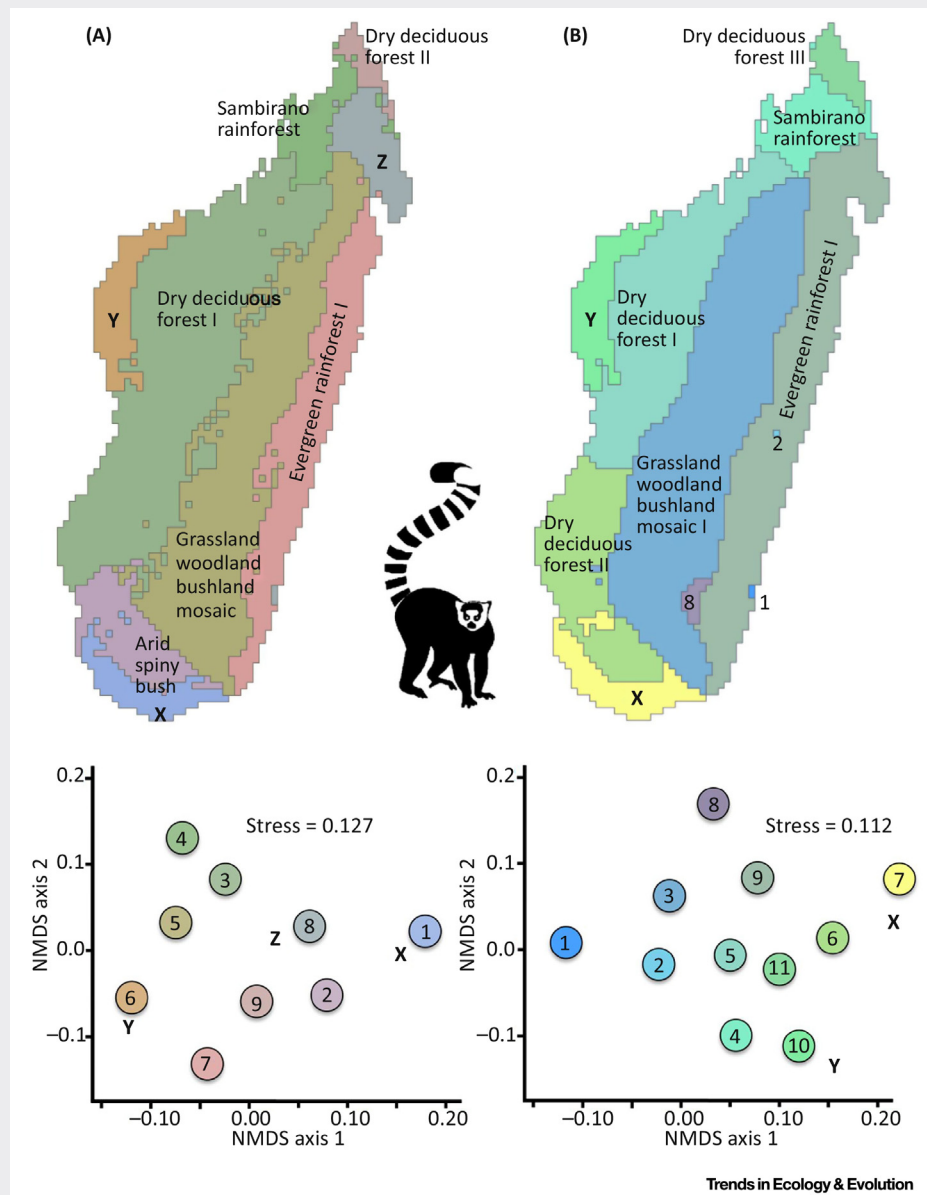 (A)
Dry deciduous
forest II
Sambirano
rainforest
Z
Y
Dry deciduous
forest I
Evergreen rainforest I
Grassland
woodland
bushland
mosaic
Arid
spiny
bush
X
(B)
Dry deciduous
forest III
Sambirano
rainforest
Y
Dry
deciduous
forest I
Evergreen rainforest I
2
Grassland
woodland
bushland
mosaic I
Dry
deciduous
forest II
8
1
X
0.2
0.1
0.0
−0.1
NMDS axis 2
Stress = 0.127
4
3
5
8
Z
1
X
6
Y
9
2
7
−0.10
0.00
0.10
0.20
NMDS axis 1
0.2
0.1
0.0
−0.1
NMDS axis 2
Stress = 0.112
8
9
7
X
3
6
1
2
5
11
4
10
Y
−0.10
0.00
0.10
0.20
NMDS axis 1
Trends in Ecology & Evolution